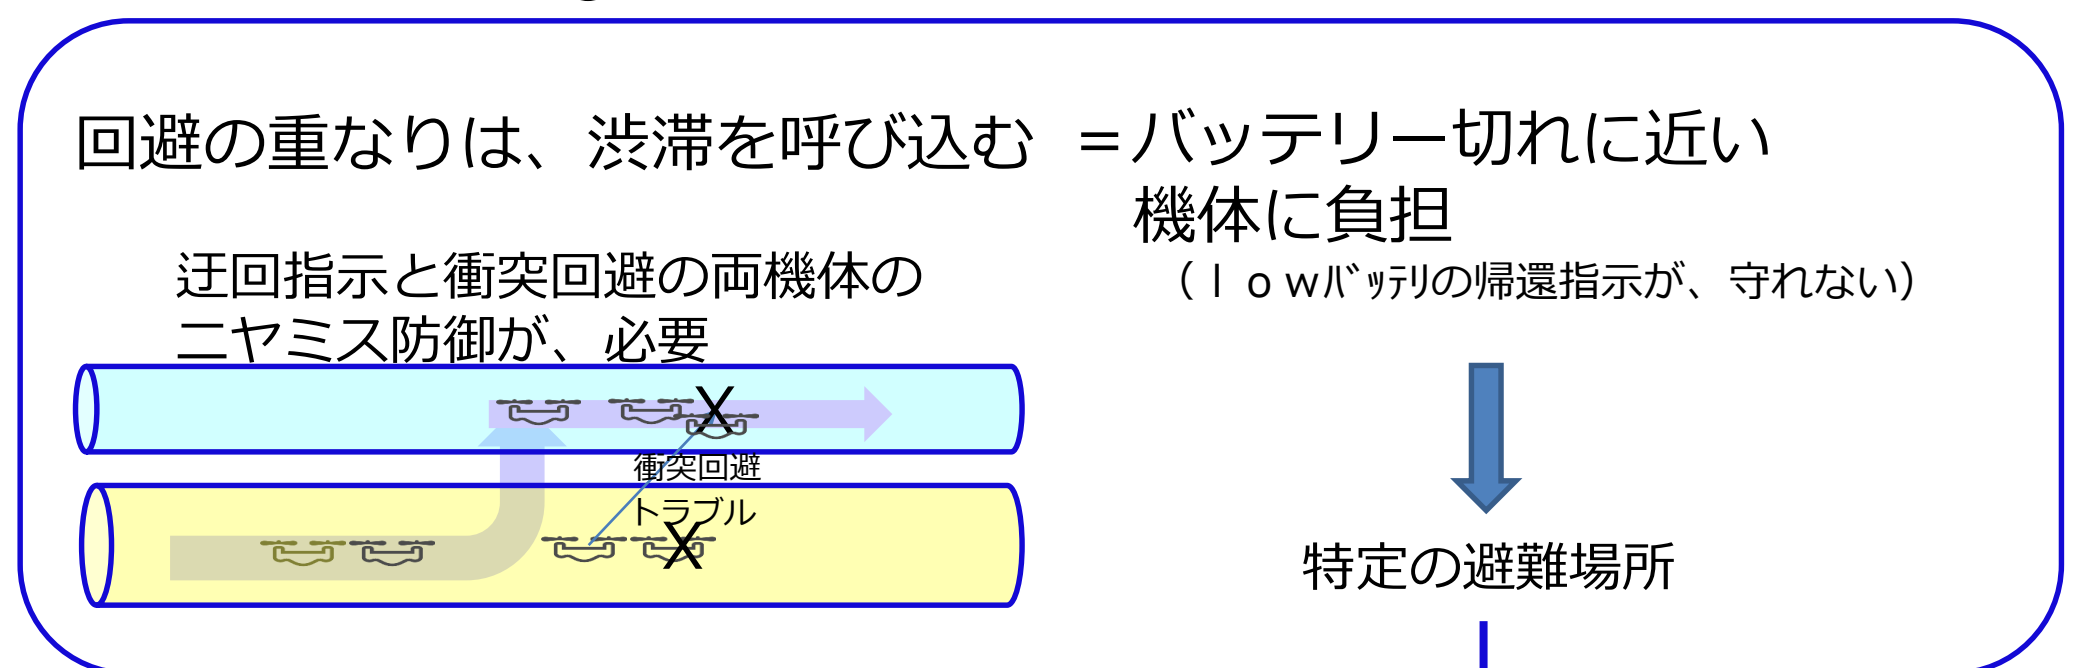 回避の重なりは、渋滞を呼び込む
＝バッテリー切れに近い
機体に負担
（ｌｏｗﾊﾞｯﾃﾘの帰還指示が、守れない）
迂回指示と衝突回避の両機体の
ニヤミス防御が、必要
X
衝突回避
トラブル
X
特定の避難場所